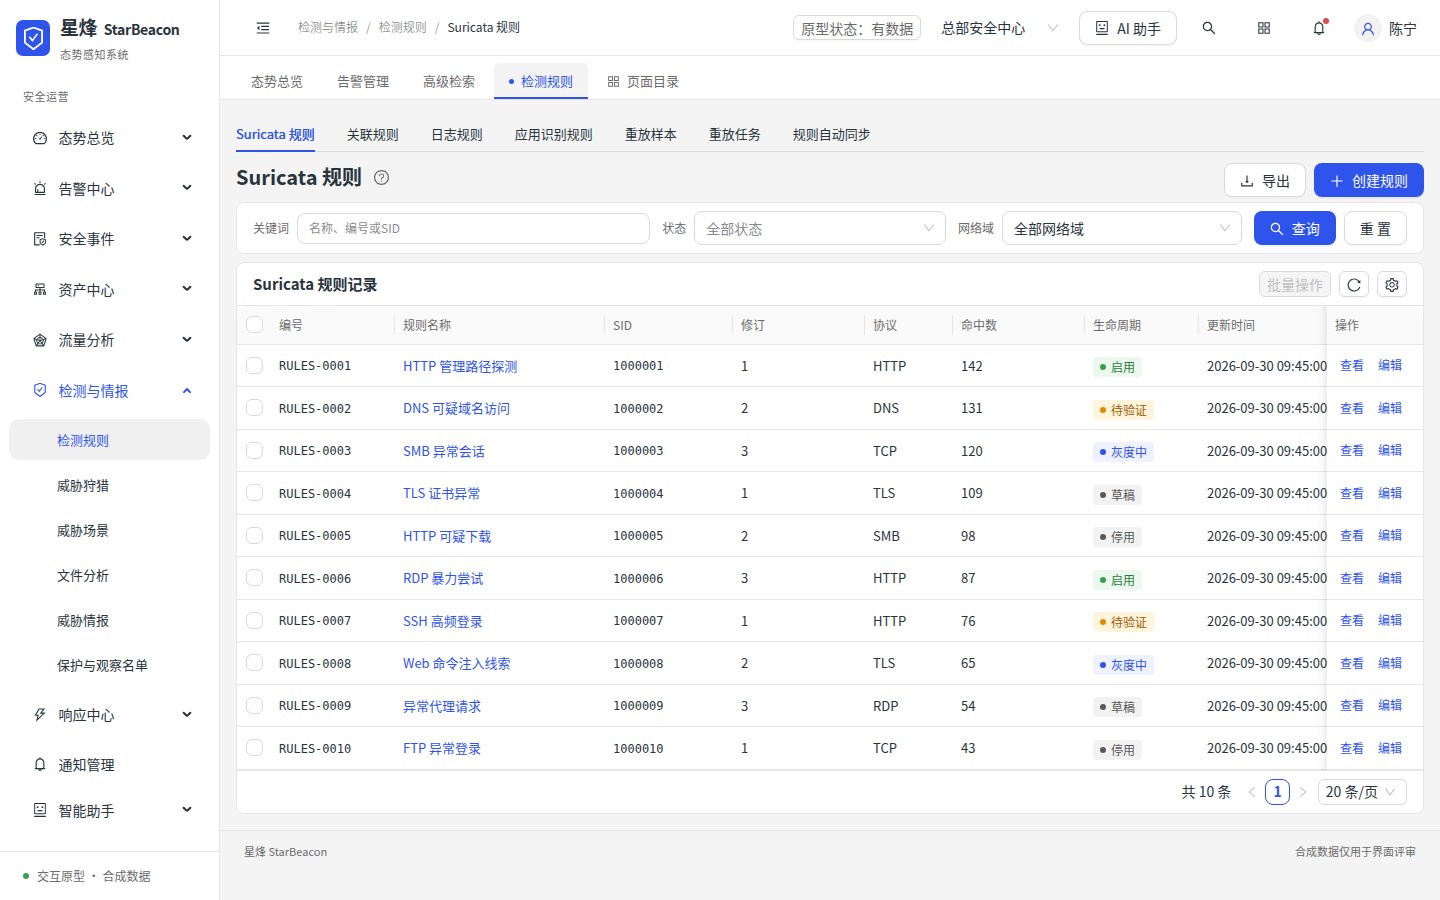 星烽 StarBeacon
态势感知系统
安全运营
态势总览
告警中心
安全事件
资产中心
流量分析
检测与情报
检测规则
威胁狩猎
威胁场景
文件分析
威胁情报
保护与观察名单
响应中心
通知管理
智能助手
交互原型 · 合成数据
检测与情报 / 检测规则 / Suricata 规则
原型状态：有数据
总部安全中心
AI 助手
陈宁
态势总览 告警管理 高级检索 检测规则 页面目录
Suricata 规则 关联规则 日志规则 应用识别规则 重放样本 重放任务 规则自动同步
Suricata 规则
导出
创建规则
关键词 名称、编号或SID 状态 全部状态 网络域 全部网络域 查询 重 置
Suricata 规则记录
批量操作
编号 规则名称 SID 修订 协议 命中数 生命周期 更新时间 操作
RULES-0001 HTTP 管理路径探测 1000001 1 HTTP 142 启用 2026-09-30 09:45:00 查看 编辑
RULES-0002 DNS 可疑域名访问 1000002 2 DNS 131 待验证 2026-09-30 09:45:00 查看 编辑
RULES-0003 SMB 异常会话 1000003 3 TCP 120 灰度中 2026-09-30 09:45:00 查看 编辑
RULES-0004 TLS 证书异常 1000004 1 TLS 109 草稿 2026-09-30 09:45:00 查看 编辑
RULES-0005 HTTP 可疑下载 1000005 2 SMB 98 停用 2026-09-30 09:45:00 查看 编辑
RULES-0006 RDP 暴力尝试 1000006 3 HTTP 87 启用 2026-09-30 09:45:00 查看 编辑
RULES-0007 SSH 高频登录 1000007 1 HTTP 76 待验证 2026-09-30 09:45:00 查看 编辑
RULES-0008 Web 命令注入线索 1000008 2 TLS 65 灰度中 2026-09-30 09:45:00 查看 编辑
RULES-0009 异常代理请求 1000009 3 RDP 54 草稿 2026-09-30 09:45:00 查看 编辑
RULES-0010 FTP 异常登录 1000010 1 TCP 43 停用 2026-09-30 09:45:00 查看 编辑
共 10 条 1 20 条/页
星烽 StarBeacon
合成数据仅用于界面评审